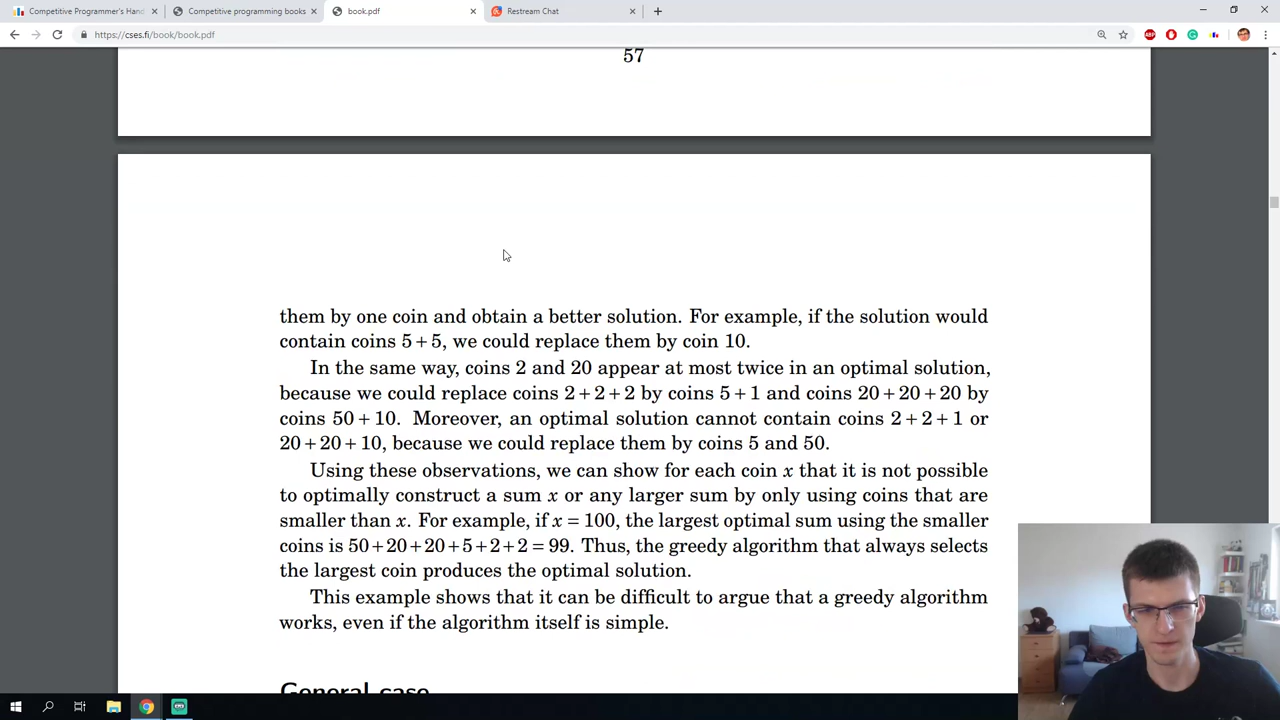 Competitive Programmer's Hand
Competitive programming books
book.pdf
Restream Chat
https://cses.fi/book/book.pdf
57
them by one coin and obtain a better solution. For example, if the solution would
contain coins 5+5, we could replace them by coin 10.
In the same way, coins 2 and 20 appear at most twice in an optimal solution,
because we could replace coins 2+2+2 by coins 5+1 and coins 20+20+20 by
coins 50+10. Moreover, an optimal solution cannot contain coins 2+2+1 or
20+20+10, because we could replace them by coins 5 and 50.
Using these observations, we can show for each coin x that it is not possible
to optimally construct a sum x or any larger sum by only using coins that are
smaller than x. For example, if x = 100, the largest optimal sum using the smaller
coins is 50+20+20+5+2+2 = 99. Thus, the greedy algorithm that always selects
the largest coin produces the optimal solution.
This example shows that it can be difficult to argue that a greedy algorithm
works, even if the algorithm itself is simple.
General case